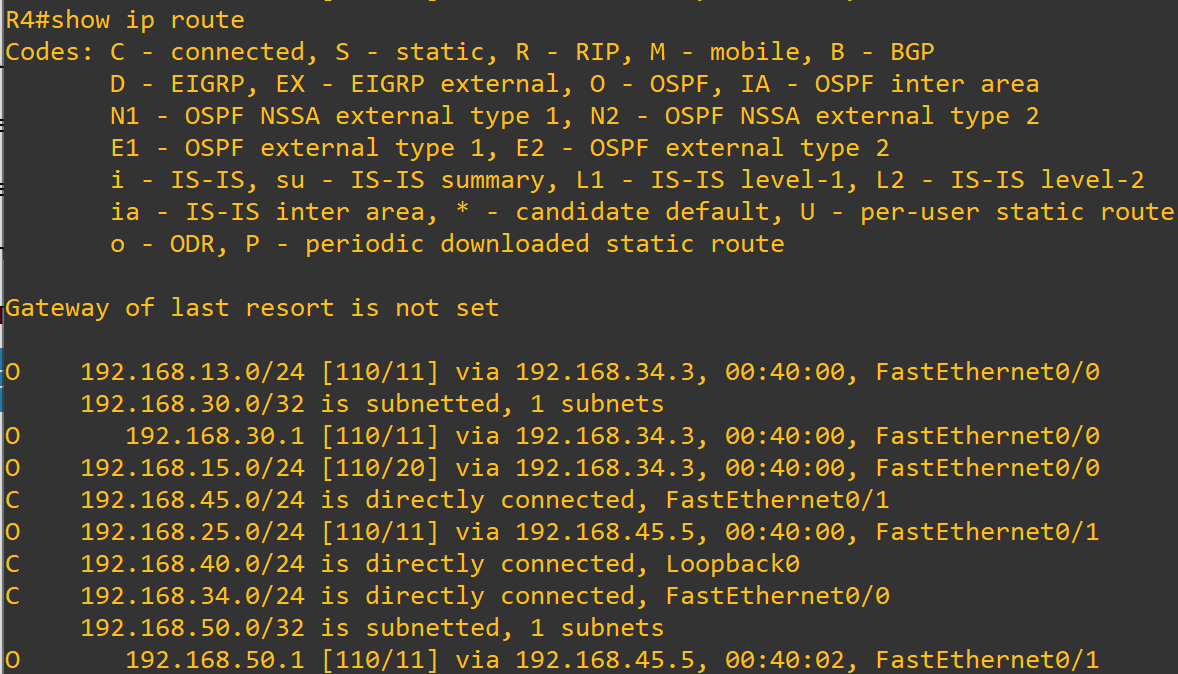 R4#show ip route
Codes: C - connected, S - static, R - RIP, M - mobile, B - BGP
       D - EIGRP, EX - EIGRP external, O - OSPF, IA - OSPF inter area
       N1 - OSPF NSSA external type 1, N2 - OSPF NSSA external type 2
       E1 - OSPF external type 1, E2 - OSPF external type 2
       i - IS-IS, su - IS-IS summary, L1 - IS-IS level-1, L2 - IS-IS level-2
       ia - IS-IS inter area, * - candidate default, U - per-user static route
       o - ODR, P - periodic downloaded static route

Gateway of last resort is not set

O    192.168.13.0/24 [110/11] via 192.168.34.3, 00:40:00, FastEthernet0/0
     192.168.30.0/32 is subnetted, 1 subnets
O       192.168.30.1 [110/11] via 192.168.34.3, 00:40:00, FastEthernet0/0
O    192.168.15.0/24 [110/20] via 192.168.34.3, 00:40:00, FastEthernet0/0
C    192.168.45.0/24 is directly connected, FastEthernet0/1
O    192.168.25.0/24 [110/11] via 192.168.45.5, 00:40:00, FastEthernet0/1
C    192.168.40.0/24 is directly connected, Loopback0
C    192.168.34.0/24 is directly connected, FastEthernet0/0
     192.168.50.0/32 is subnetted, 1 subnets
O       192.168.50.1 [110/11] via 192.168.45.5, 00:40:02, FastEthernet0/1